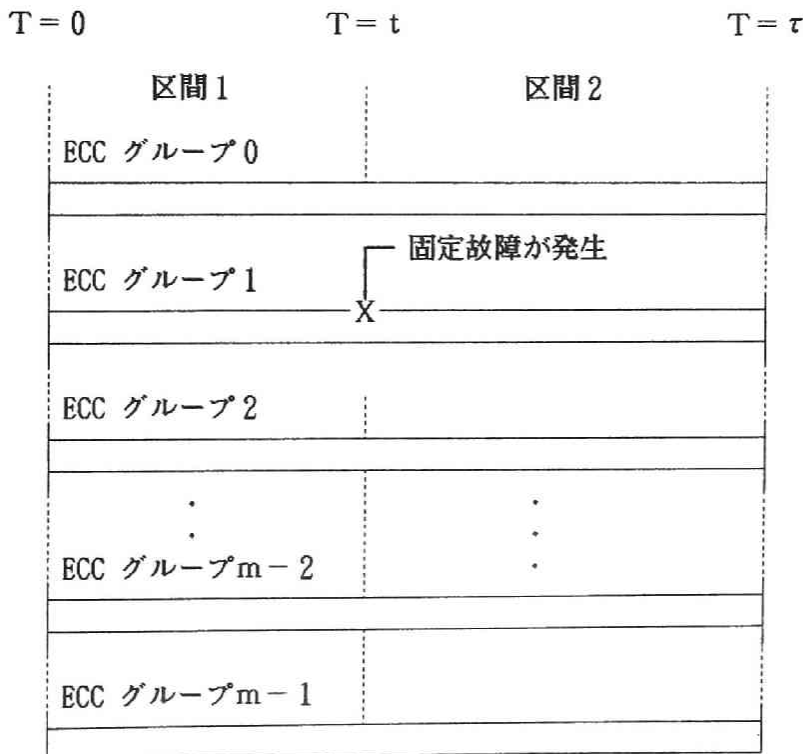 T = 0 T = t T = τ
区間1 区間2
ECC グループ0
固定故障が発生
ECC グループ1
X
ECC グループ2
ECC グループm－2
ECC グループm－1